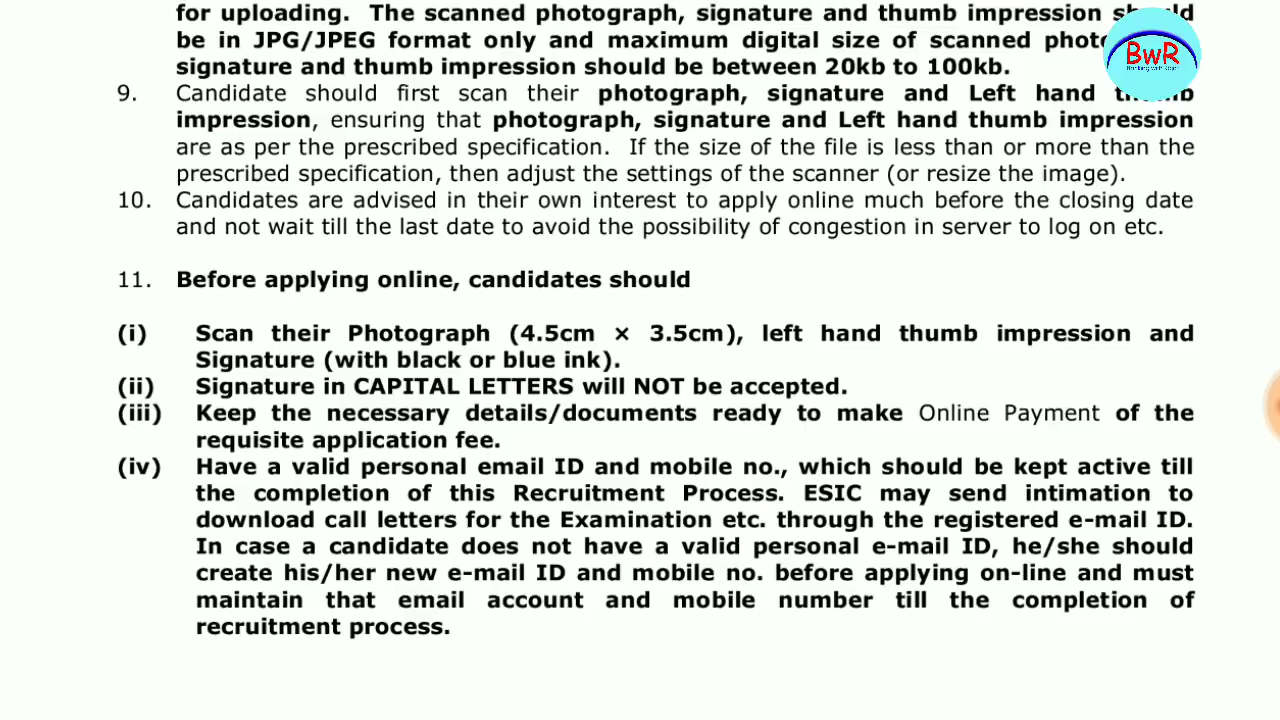 for uploading. The scanned photograph, signature and thumb impression should
be in JPG/JPEG format only and maximum digital size of scanned
signature and thumb impression should be between 20kb to 100kb.
9. Candidate should first scan their photograph, signature and Left hand thumb
impression, ensuring that photograph, signature and Left hand thumb impression
are as per the prescribed specification. If the size of the file is less than or more than the
prescribed specification, then adjust the settings of the scanner (or resize the image).
10. Candidates are advised in their own interest to apply online much before the closing date
and not wait till the last date to avoid the possibility of congestion in server to log on etc.
11. Before applying online, candidates should
(i) Scan their Photograph (4.5cm × 3.5cm), left hand thumb impression and
Signature (with black or blue ink).
(ii) Signature in CAPITAL LETTERS will NOT be accepted.
(iii) Keep the necessary details/documents ready to make Online Payment of the
requisite application fee.
(iv) Have a valid personal email ID and mobile no., which should be kept active till
the completion of this Recruitment Process. ESIC may send intimation to
download call letters for the Examination etc. through the registered e-mail ID.
In case a candidate does not have a valid personal e-mail ID, he/she should
create his/her new e-mail ID and mobile no. before applying on-line and must
maintain that email account and mobile number till the completion of
recruitment process.
BwR